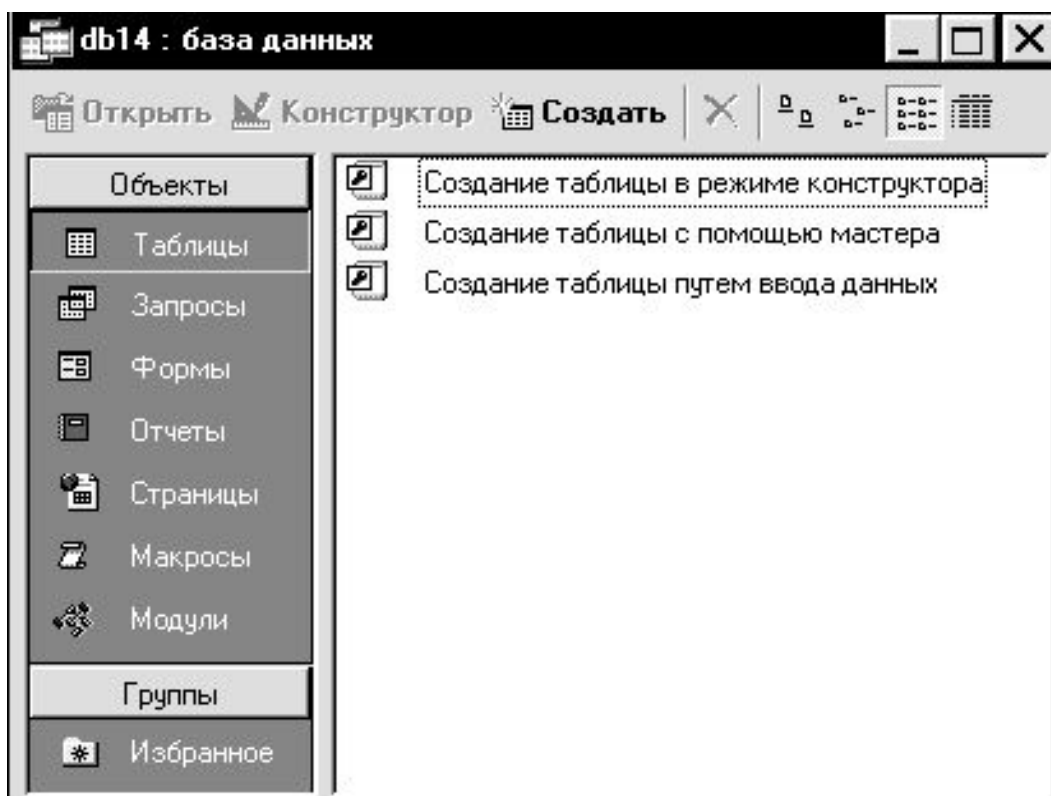 db14 : база данных
Открыть Конструктор Создать
Объекты
Таблицы
Запросы
Формы
Отчеты
Страницы
Макросы
Модули
Группы
Избранное
Создание таблицы в режиме конструктора
Создание таблицы с помощью мастера
Создание таблицы путем ввода данных